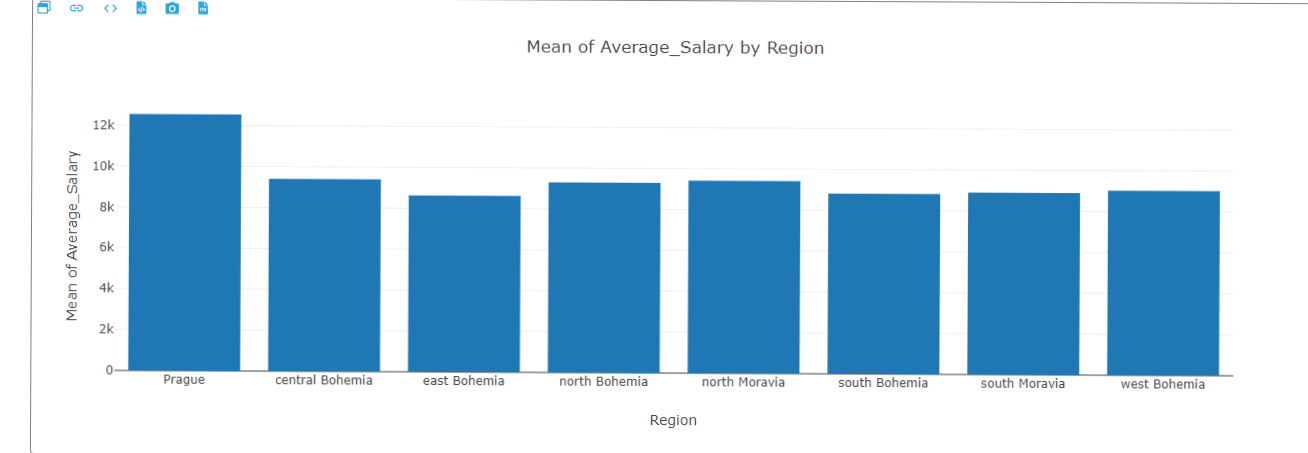 Mean of Average_Salary by Region
Mean of Average_Salary
12k
10k
8k
6k
4k
2k
0
Prague
central Bohemia
east Bohemia
north Bohemia
north Moravia
south Bohemia
south Moravia
west Bohemia
Region